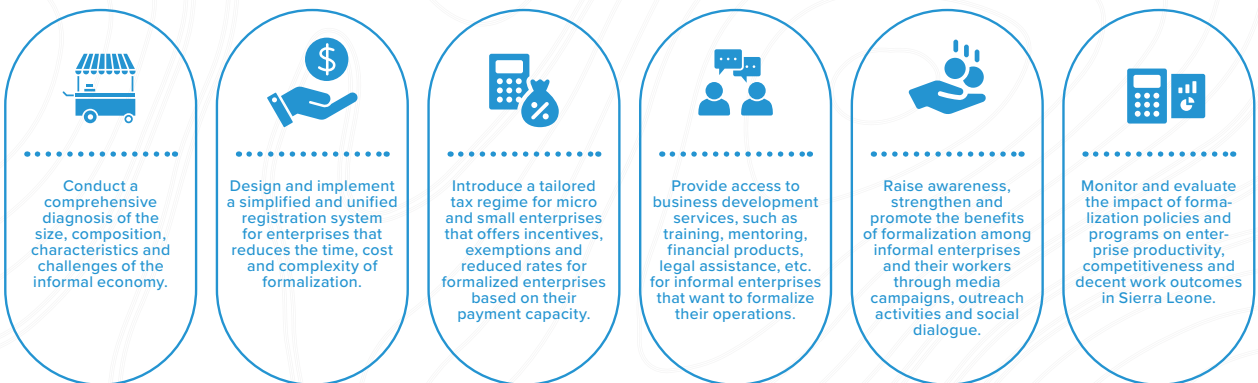 Conduct a
comprehensive
diagnosis of the
size, composition,
characteristics and
challenges of the
informal economy.
Design and implement
a simplified and unified
registration system
for enterprises that
reduces the time, cost
and complexity of
formalization.
Introduce a tailored
tax regime for micro
and small enterprises
that offers incentives,
exemptions and
reduced rates for
formalized enterprises
based on their
payment capacity.
Provide access to
business development
services, such as
training, mentoring,
financial products,
legal assistance, etc.
for informal enterprises
that want to formalize
their operations.
Raise awareness,
strengthen and
promote the benefits
of formalization among
informal enterprises
and their workers
through media
campaigns, outreach
activities and social
dialogue.
Monitor and evaluate
the impact of forma-
lization policies and
programs on enter-
prise productivity,
competitiveness and
decent work outcomes
in Sierra Leone.